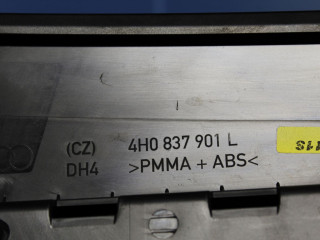 (CZ) 4H0 837 901 L
DH4 >PMMA + ABS<